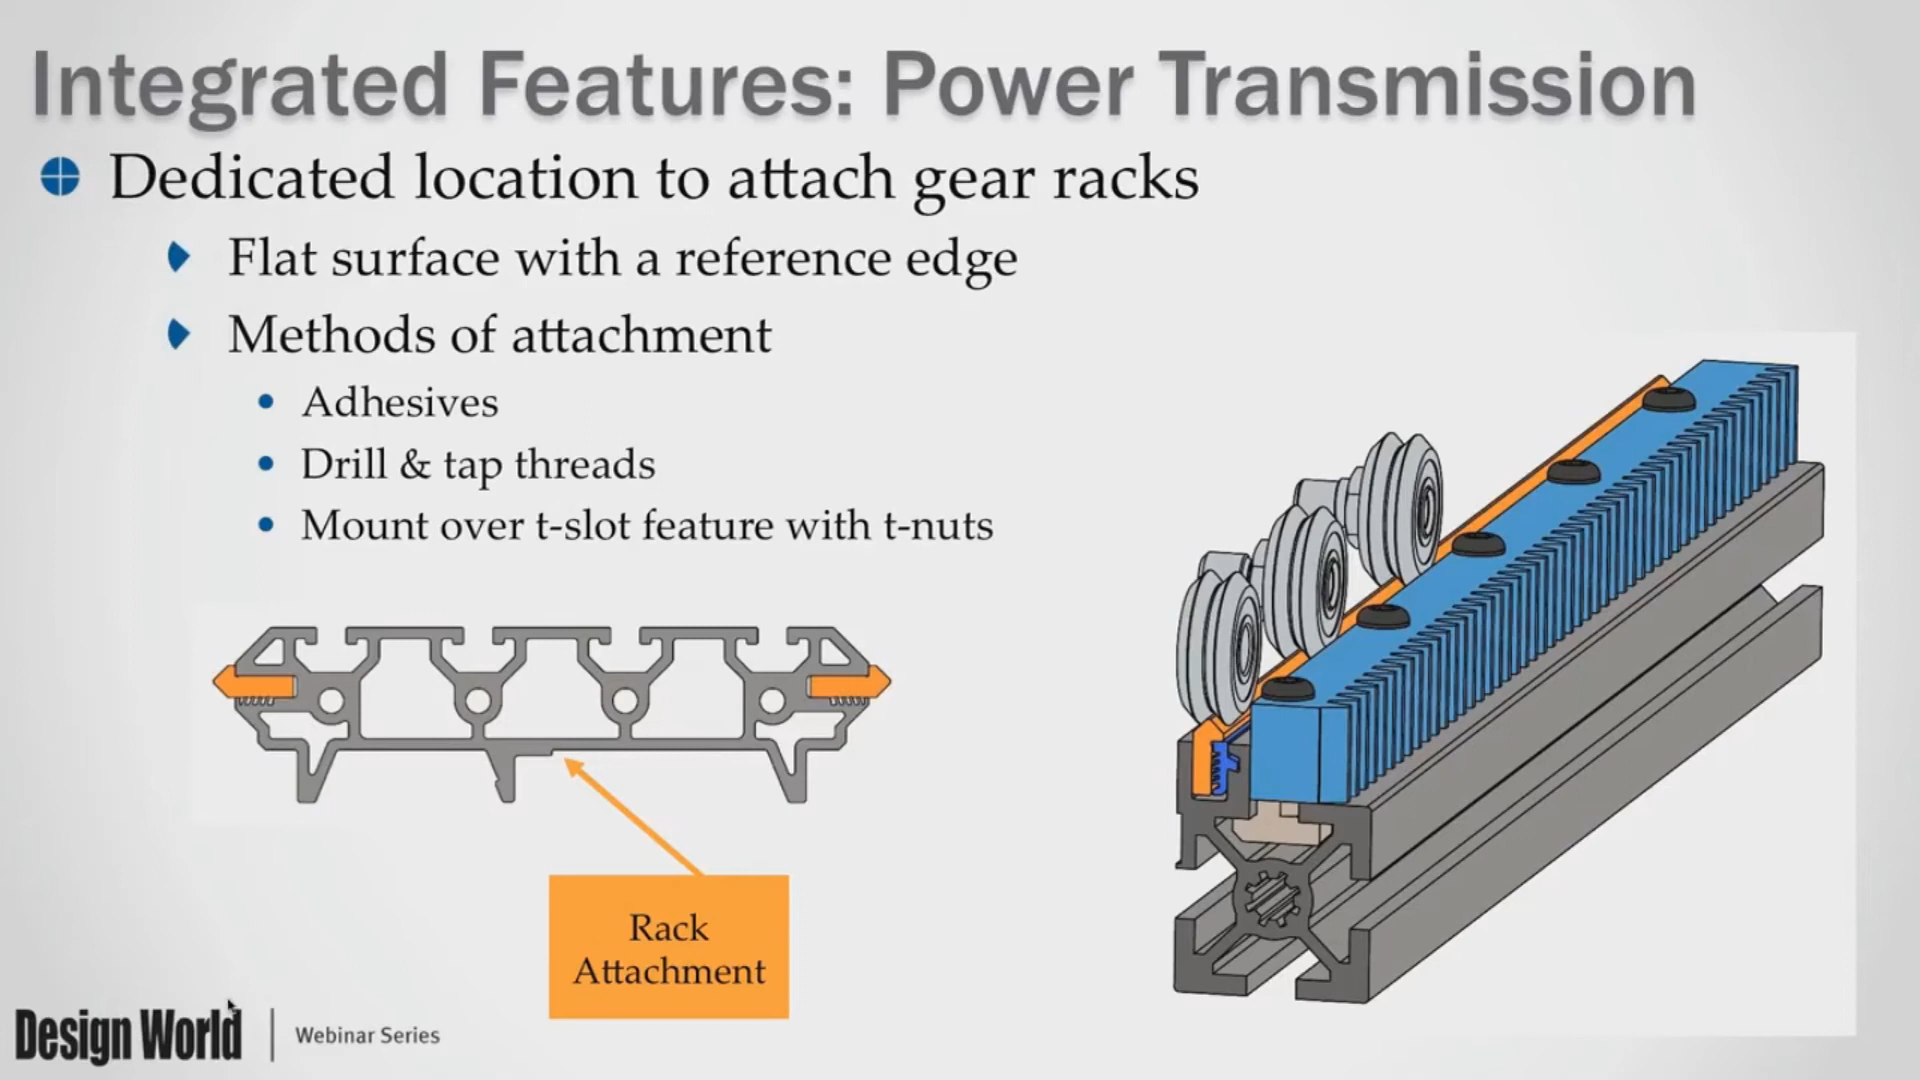 Integrated Features: Power Transmission
Dedicated location to attach gear racks
Flat surface with a reference edge
Methods of attachment
Adhesives
Drill & tap threads
Mount over t-slot feature with t-nuts
Rack
Attachment
Design World
Webinar Series